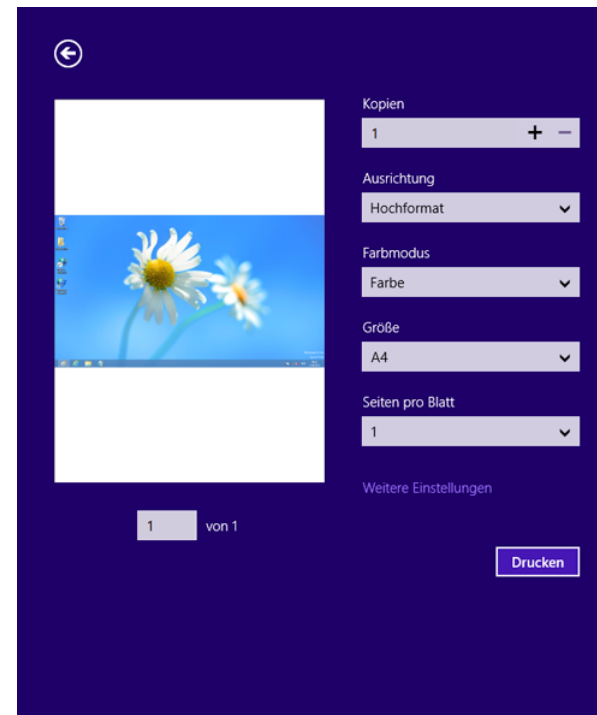 Kopien
1
Ausrichtung
Hochformat
Farbmodus
Farbe
Größe
A4
Seiten pro Blatt
1
Weitere Einstellungen
1 von 1
Drucken